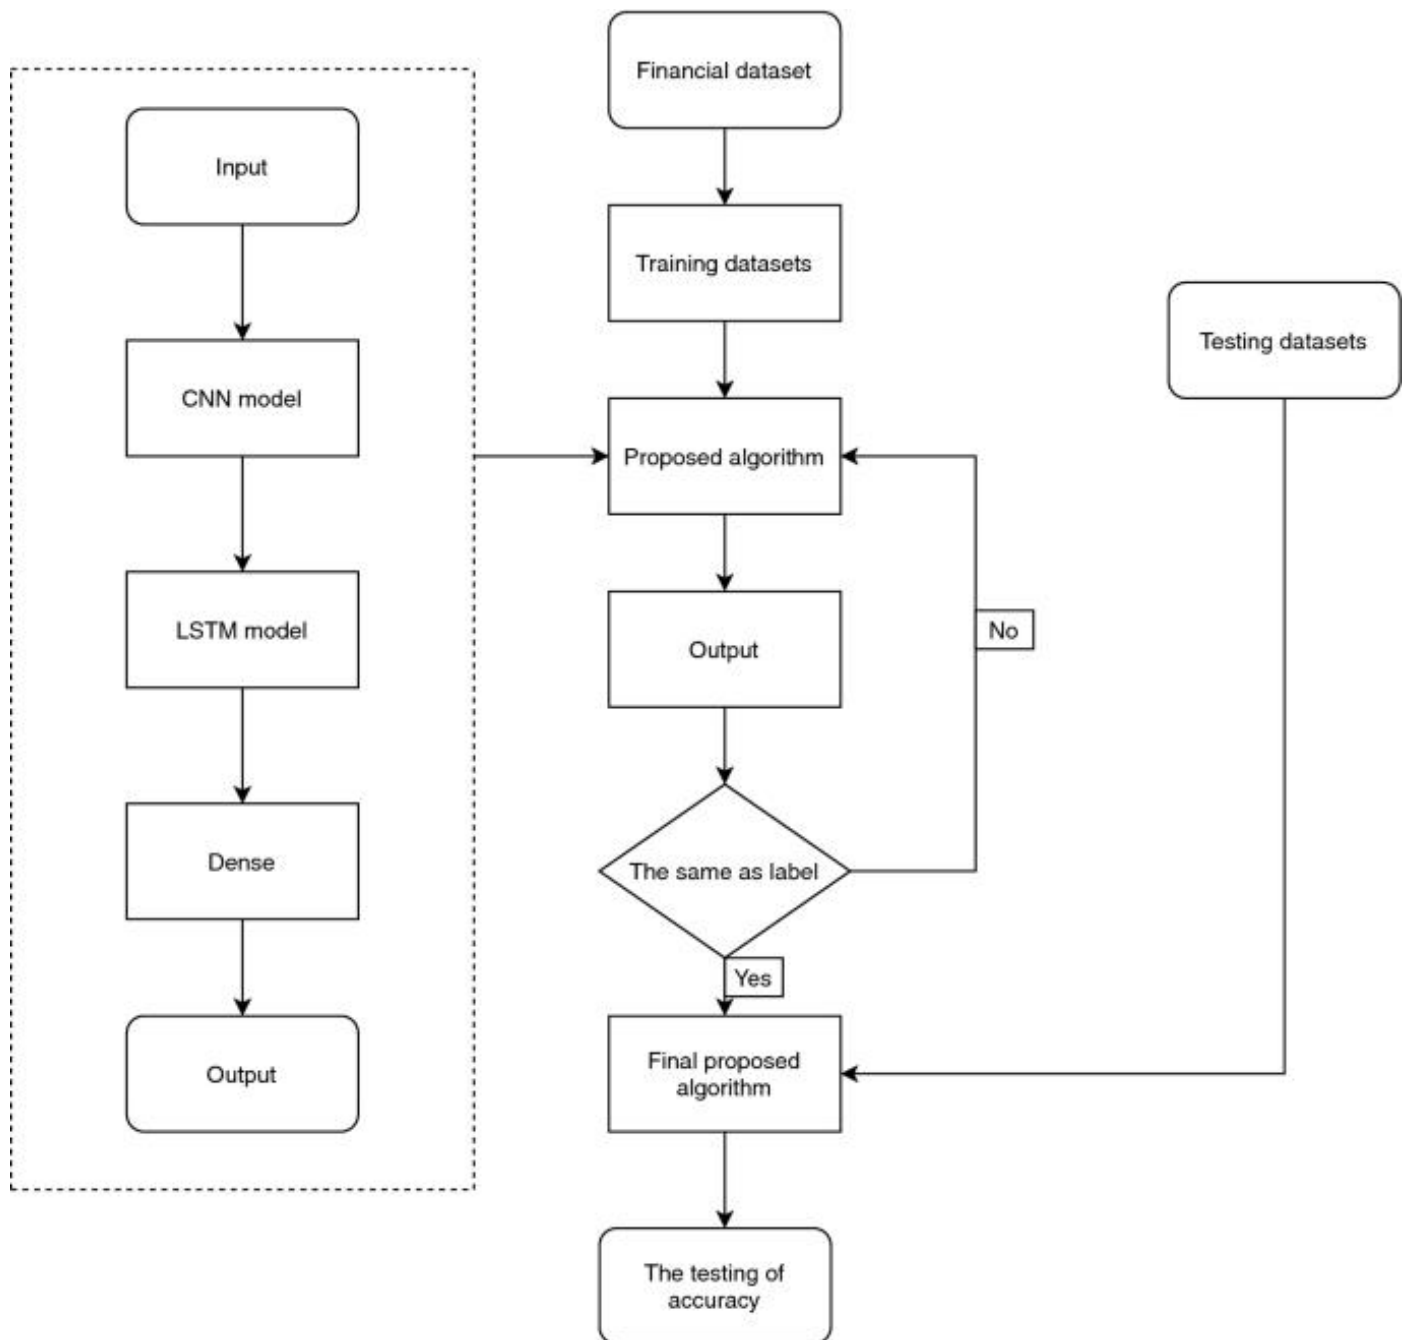 Input
CNN model
LSTM model
Dense
Output
Financial dataset
Training datasets
Proposed algorithm
Output
The same as label
No
Yes
Final proposed
algorithm
The testing of
accuracy
Testing datasets